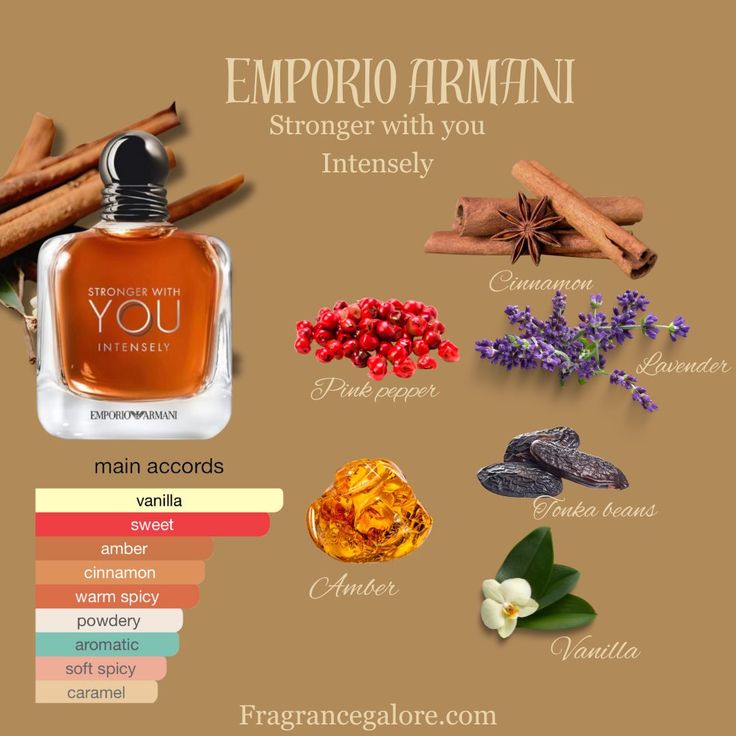 EMPORIO ARMANI
Stronger with you
Intensely
STRONGER WITH
YOU
INTENSELY
EMPORIO ARMANI
Cinnamon
Pink pepper
Lavender
Tonka beans
Amber
Vanilla
main accords
vanilla
sweet
amber
cinnamon
warm spicy
powdery
aromatic
soft spicy
caramel
Fragrancegalore.com